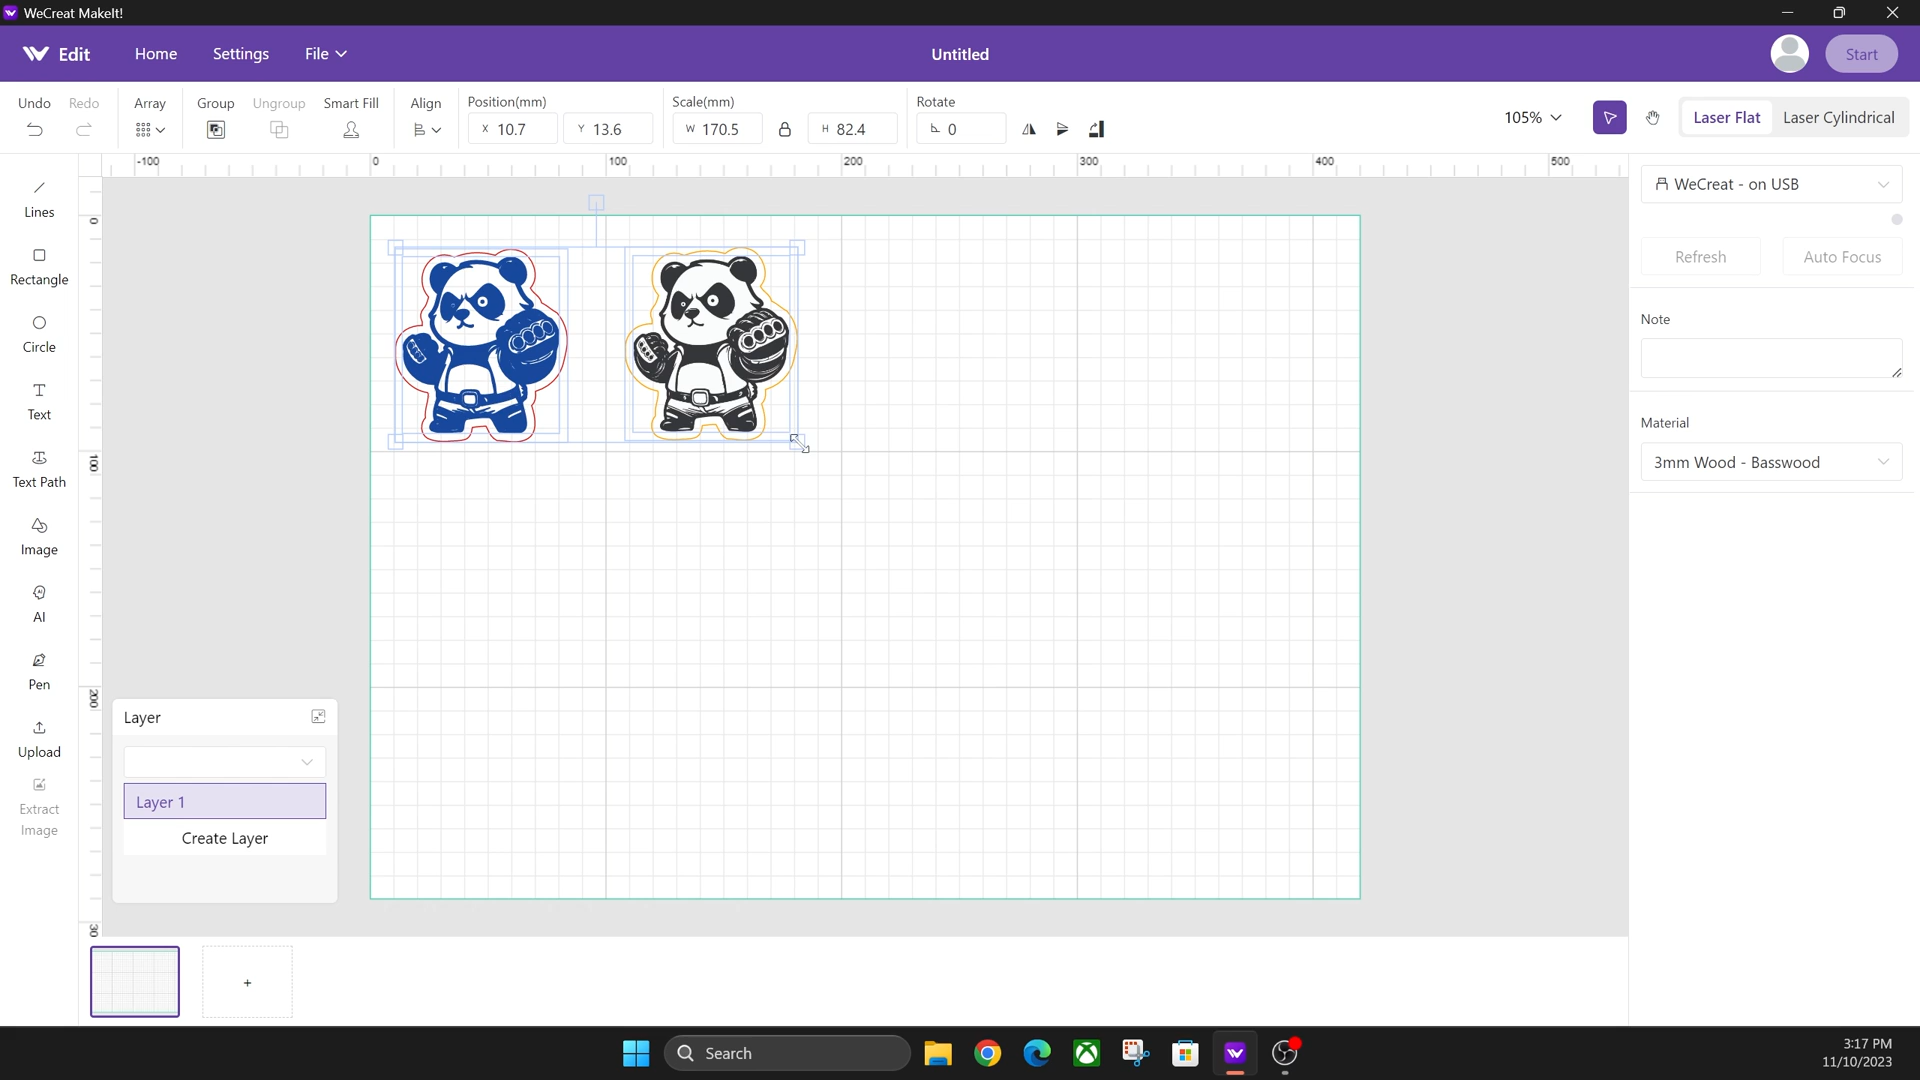 WeCreat MakeIt!
Edit
Home
Settings
File
Untitled
Start
Undo
Redo
Array
Group
Ungroup
Smart Fill
Align
Position(mm)
X 10.7
Y 13.6
Scale(mm)
W 170.5
H 82.4
Rotate
0
105%
Laser Flat
Laser Cylindrical
-100
0
100
200
300
400
500
0
100
200
30
Lines
Rectangle
Circle
Text
Text Path
Image
AI
Pen
Upload
Extract
Image
Layer
Layer 1
Create Layer
+
WeCreat - on USB
Refresh
Auto Focus
Note
Material
3mm Wood - Basswood
Search
3:17 PM
11/10/2023